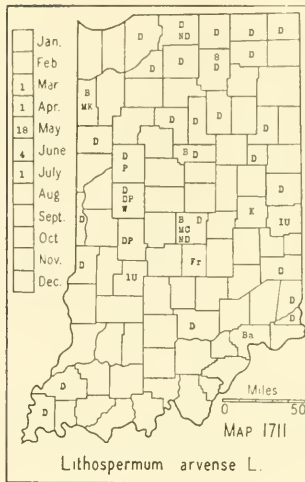 Jan.
Feb
1 Mar
1 Apr.
18 May
4 June
1 July
Aug
Sept.
Oct
Nov.
Dec.
D D D D D
ND
D D 8 D
D
B
MK
D D D
D
D D B D D
P
D
DP
W
D B D K IU
MC
ND
DP
Fr
D IU D
D
D
D Ba
D
D
Miles
0 50
MAP 1711
Lithospermum arvense L.